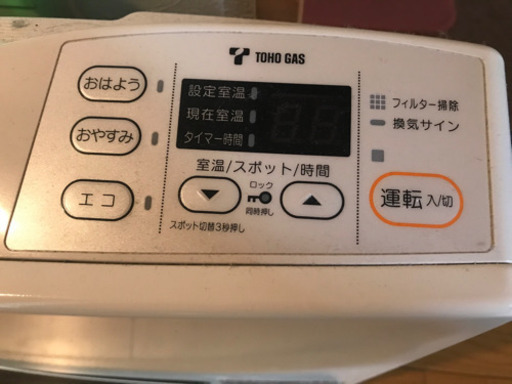 TOHO GAS
おはよう
おやすみ
エコ
設定室温
現在室温
タイマー時間
室温/スポット/時間
▼
ロック
同時押し
▲
スポット切替3秒押し
フィルター掃除
換気サイン
運転 入/切